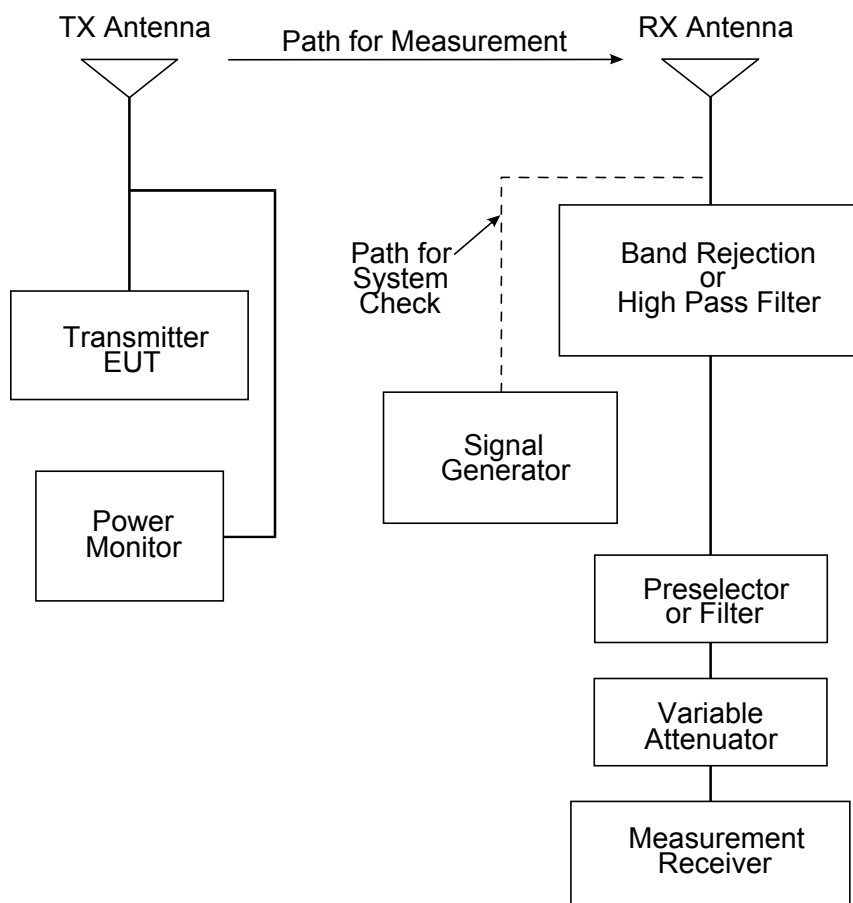 TX Antenna
Path for Measurement
RX Antenna
Path for
System
Check
Band Rejection
or
High Pass Filter
Transmitter
EUT
Signal
Generator
Power
Monitor
Preselector
or Filter
Variable
Attenuator
Measurement
Receiver